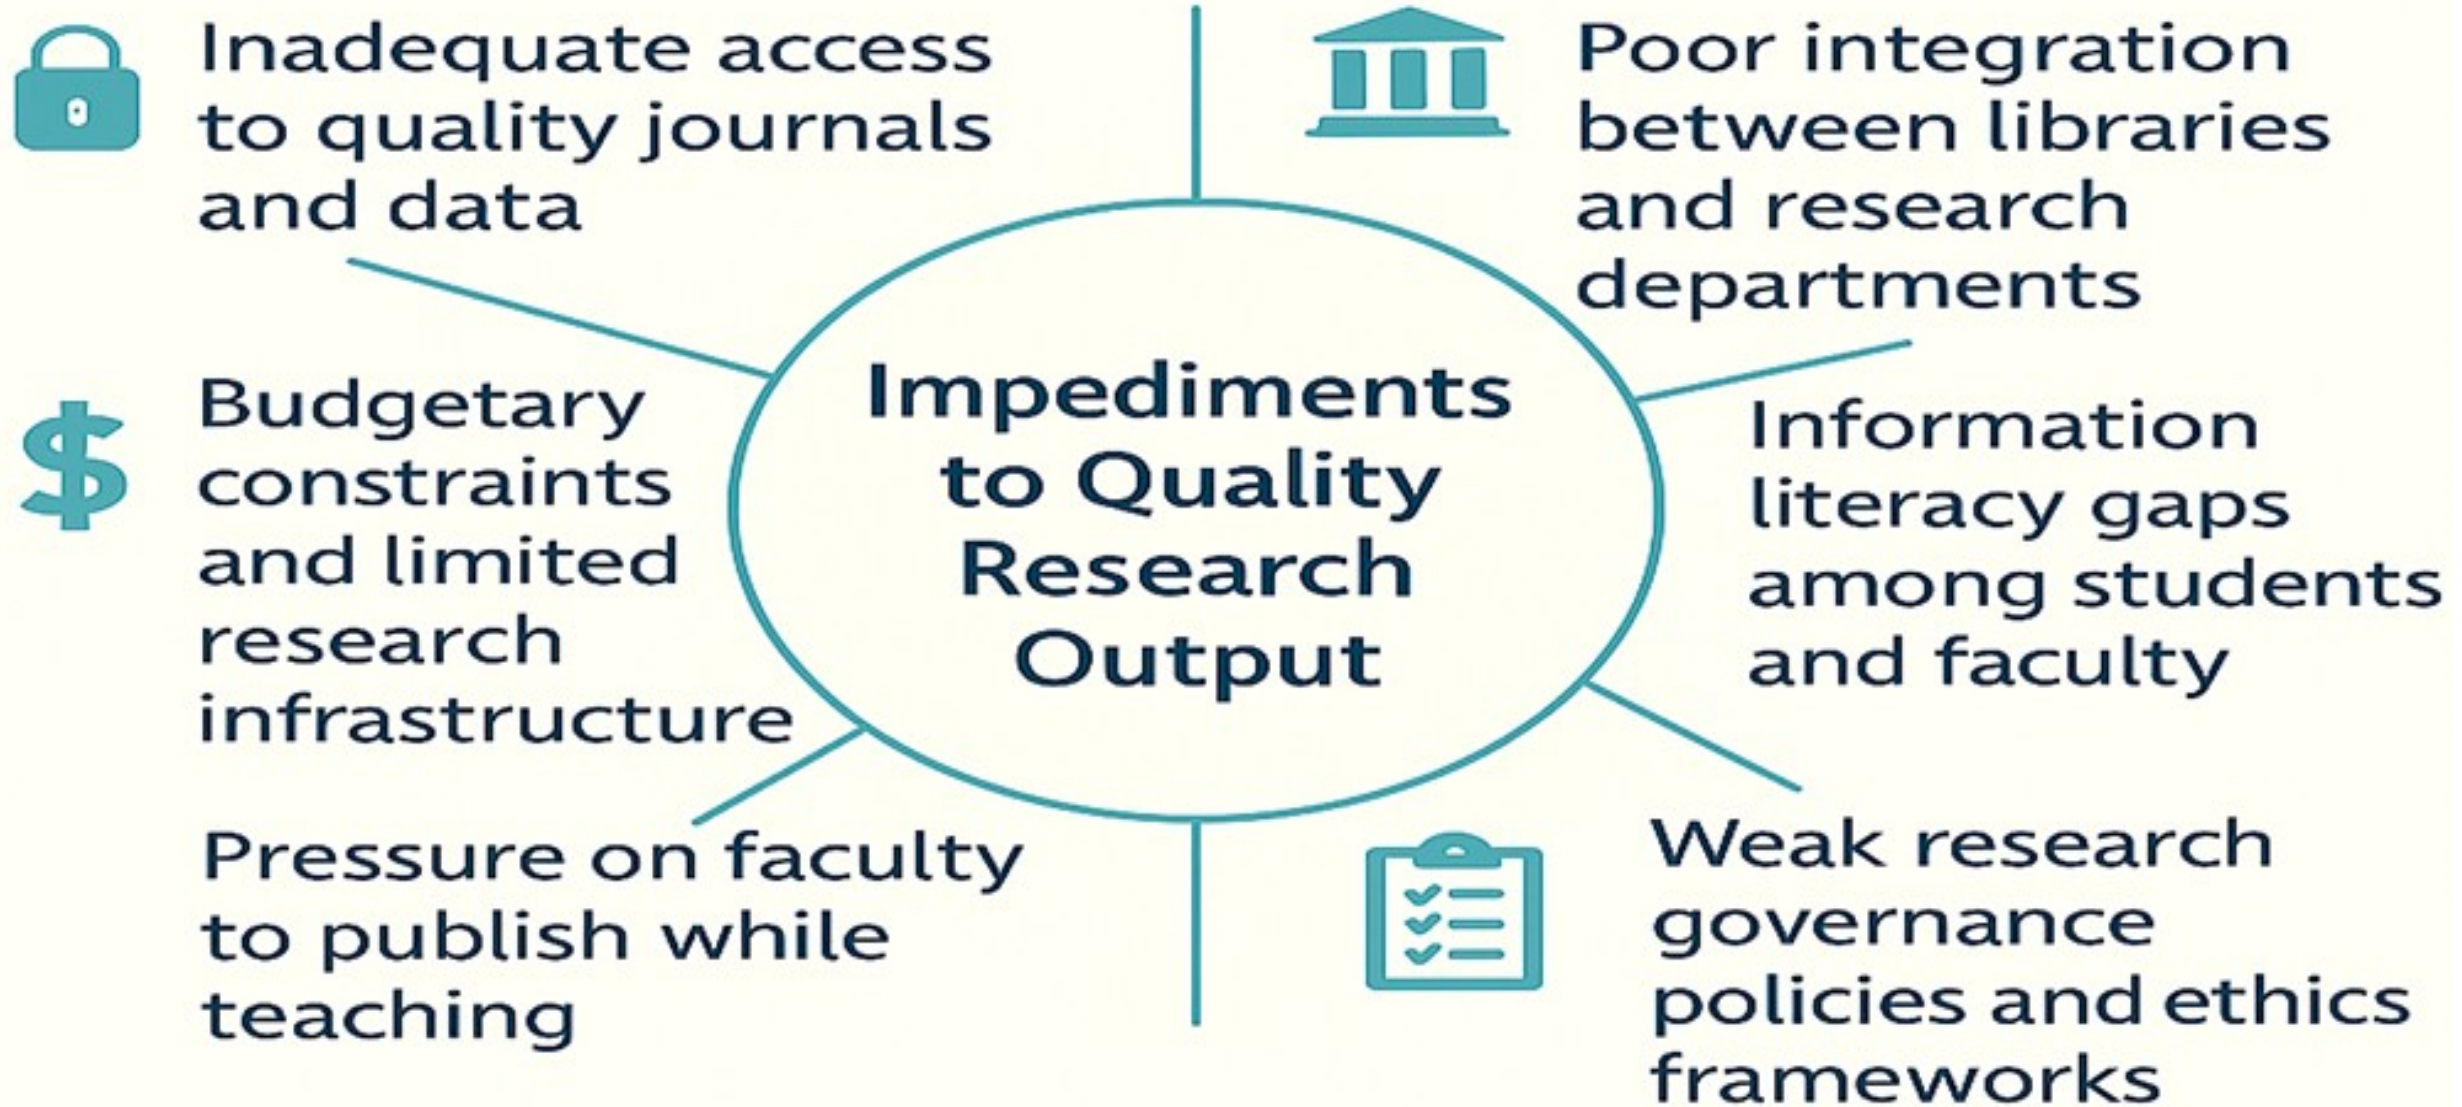 Inadequate access
to quality journals
and data
Budgetary
constraints
and limited
research
infrastructure
Pressure on faculty
to publish while
teaching
Impediments
to Quality
Research
Output
Poor integration
between libraries
and research
departments
Information
literacy gaps
among students
and faculty
Weak research
governance
policies and ethics
frameworks